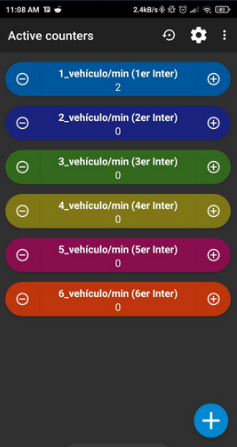 11:08 AM
2.4kB/s
Active counters
1_vehículo/min (1er Inter)
2
2_vehículo/min (2er Inter)
0
3_vehículo/min (3er Inter)
0
4_vehículo/min (4er Inter)
0
5_vehículo/min (5er Inter)
0
6_vehículo/min (6er Inter)
0